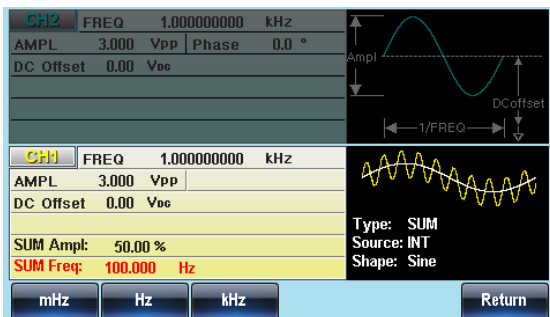 CH2 FREQ 1.000000000 kHz
AMPL 3.000 Vpp Phase 0.0 °
DC Offset 0.00 VDC
Ampl
DCoffset
1/FREQ
CH1 FREQ 1.000000000 kHz
AMPL 3.000 Vpp
DC Offset 0.00 VDC
SUM Ampl: 50.00 %
SUM Freq: 100.000 Hz
Type: SUM
Source: INT
Shape: Sine
mHz Hz kHz Return